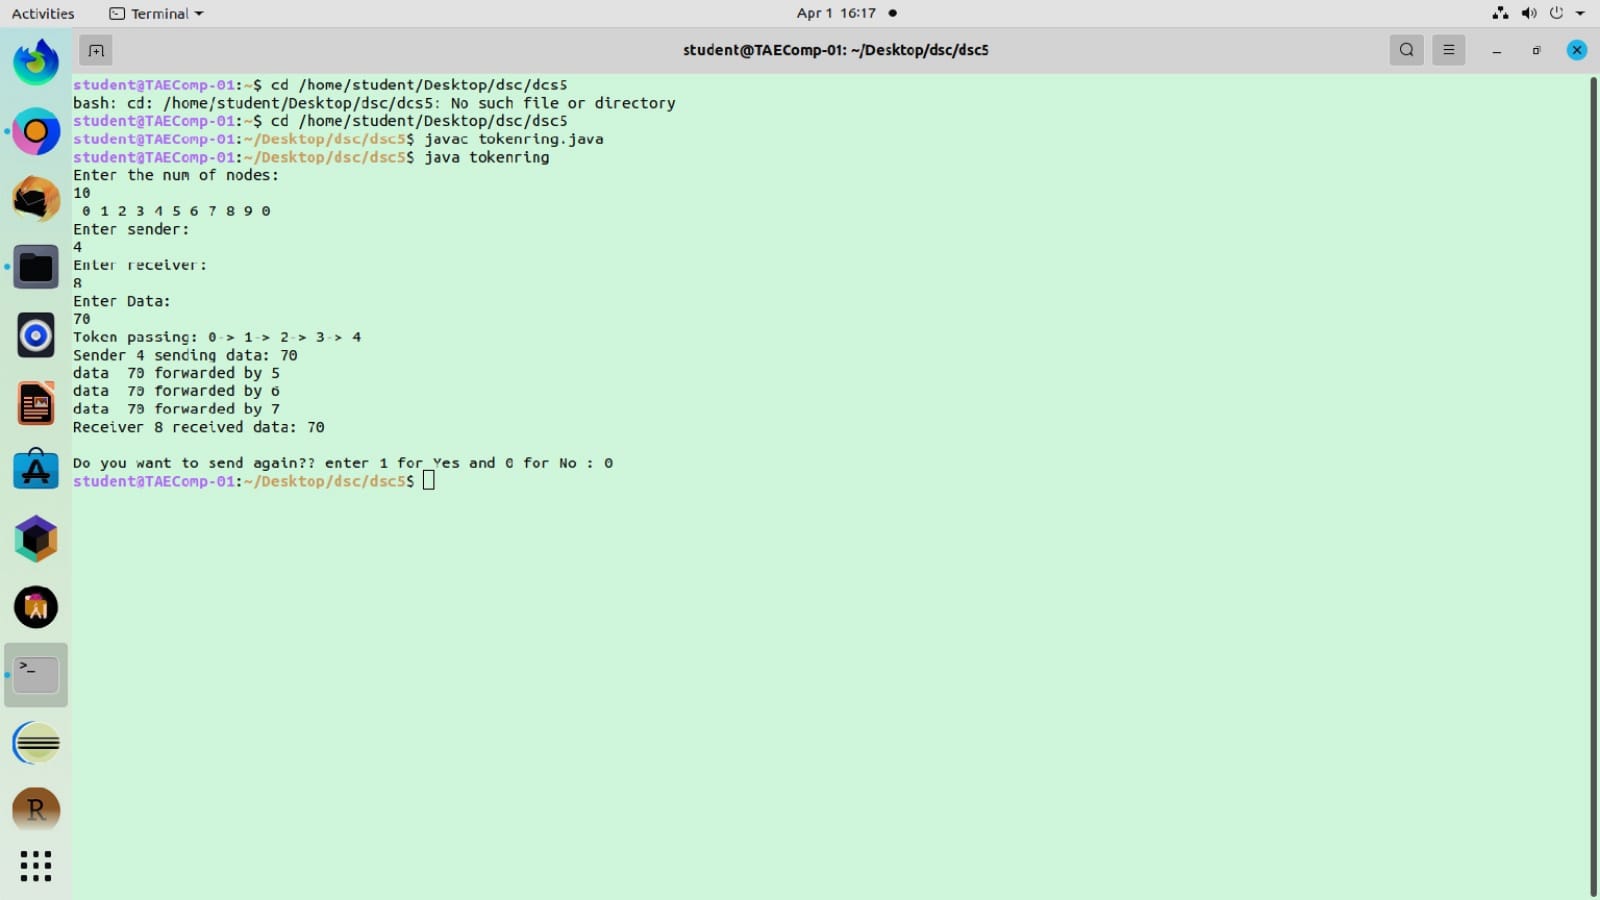 Activities Terminal Apr 1 16:17
student@TAEComp-01: ~/Desktop/dsc/dsc5
student@TAEComp-01:~$ cd /home/student/Desktop/dsc/dcs5
bash: cd: /home/student/Desktop/dsc/dcs5: No such file or directory
student@TAEComp-01:~$ cd /home/student/Desktop/dsc/dsc5
student@TAEComp-01:~/Desktop/dsc/dsc5$ javac tokenring.java
student@TAEComp-01:~/Desktop/dsc/dsc5$ java tokenring
Enter the num of nodes:
10
0 1 2 3 4 5 6 7 8 9 0
Enter sender:
4
Enter receiver:
8
Enter Data:
70
Token passing: 0-> 1-> 2-> 3-> 4
Sender 4 sending data: 70
data  70 forwarded by 5
data  70 forwarded by 6
data  70 forwarded by 7
Receiver 8 received data: 70
Do you want to send again?? enter 1 for Yes and 0 for No : 0
student@TAEComp-01:~/Desktop/dsc/dsc5$
R